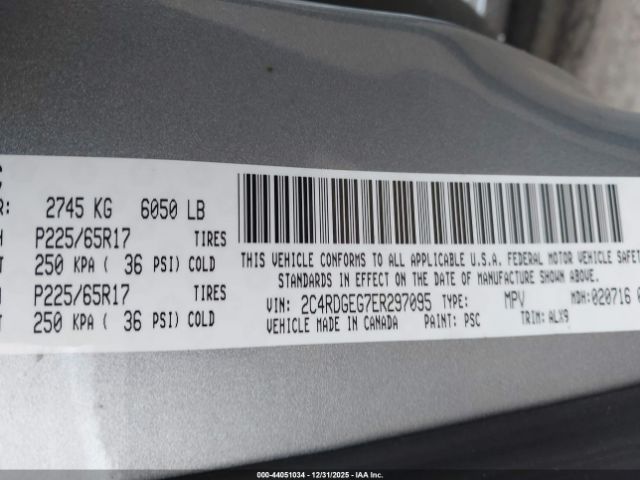 C
R: 2745 KG 6050 LB
P225/65R17 TIRES
T 250 KPA ( 36 PSI) COLD
P225/65R17 TIRES
T 250 KPA ( 36 PSI) COLD
THIS VEHICLE CONFORMS TO ALL APPLICABLE U.S.A. FEDERAL MOTOR VEHICLE SAFET
STANDARDS IN EFFECT ON THE DATE OF MANUFACTURE SHOWN ABOVE.
VIN: 2C4RDGEG7ER297095 TYPE: MPV MDH: 020716
VEHICLE MADE IN CANADA PAINT: PSC TRIM: ALX9
000-44051034 - 12/31/2025 - IAA Inc.